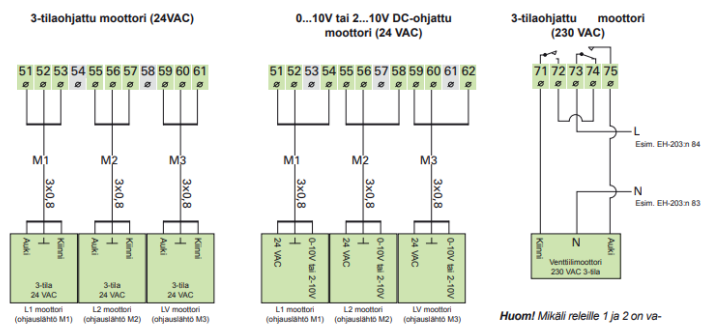 3-tilaohjattu moottori (24VAC)
51 52 53 54 55 56 57 58 59 60 61
M1 M2 M3
3x0,8 3x0,8 3x0,8
Auki Kiinni Auki Kiinni Auki Kiinni
3-tila 3-tila 3-tila
24 VAC 24 VAC 24 VAC
L1 moottori L2 moottori LV moottori
(ohjauslähtö M1) (ohjauslähtö M2) (ohjauslähtö M3)
0...10V tai 2...10V DC-ohjattu
moottori (24 VAC)
51 52 53 54 55 56 57 58 59 60 61 62
M1 M2 M3
3x0,8 3x0,8 3x0,8
24 VAC 0-10V tai 2-10V 24 VAC 0-10V tai 2-10V 24 VAC 0-10V tai 2-10V
L1 moottori L2 moottori LV moottori
(ohjauslähtö M1) (ohjauslähtö M2) (ohjauslähtö M3)
3-tilaohjattu moottori
(230 VAC)
71 72 73 74 75
L
Esim. EH-203:n 84
N
Esim. EH-203:n 83
Kiinni N Auki
Venttiilimoottori
230 VAC 3-tila
Huom! Mikäli releille 1 ja 2 on va-